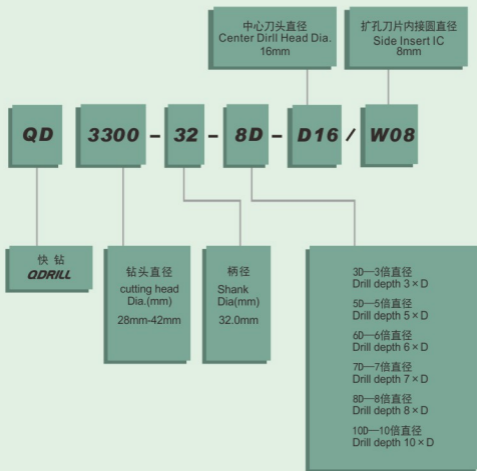 中心刀头直径
Center Dirll Head Dia.
16mm
扩孔刀片内接圆直径
Side Insert IC
8mm
QD 3300 - 32 - 8D - D16 / W08
快 钻
QDRILL
钻头直径
cutting head
Dia.(mm)
28mm-42mm
柄径
Shank
Dia(mm)
32.0mm
3D—3倍直径
Drill depth 3×D
5D—5倍直径
Drill depth 5×D
6D—6倍直径
Drill depth 6×D
7D—7倍直径
Drill depth 7×D
8D—8倍直径
Drill depth 8×D
10D—10倍直径
Drill depth 10×D